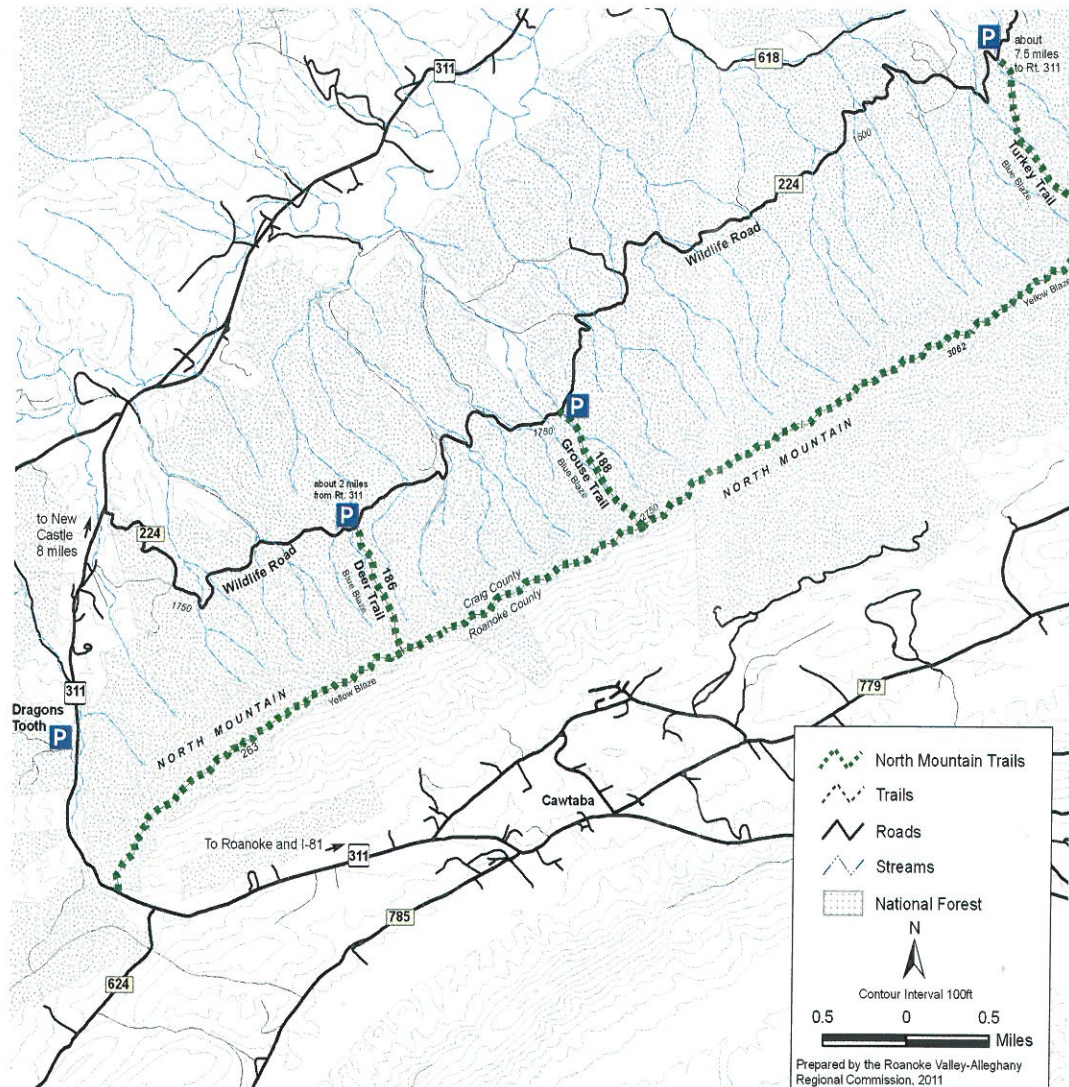 311
618
P
about
7.5 miles
to Rt. 311
1500
Turkey Trail
Blue Blaze
224
Wildlife Road
Yellow Blaze
3062
P
1750
188
Grouse Trail
Blue Blaze
NORTH MOUNTAIN
2750
about 2 miles
from Rt. 311
P
to New
Castle
8 miles
224
Wildlife Road
1750
186
Deer Trail
Blue Blaze
Craig County
Roanoke County
Yellow Blaze
NORTH MOUNTAIN
263
311
Dragons
Tooth
P
779
Cawtaba
To Roanoke and I-81
311
785
624
North Mountain Trails
Trails
Roads
Streams
National Forest
N
Contour Interval 100ft
0.5 0 0.5
Miles
Prepared by the Roanoke Valley-Alleghany
Regional Commission, 2011